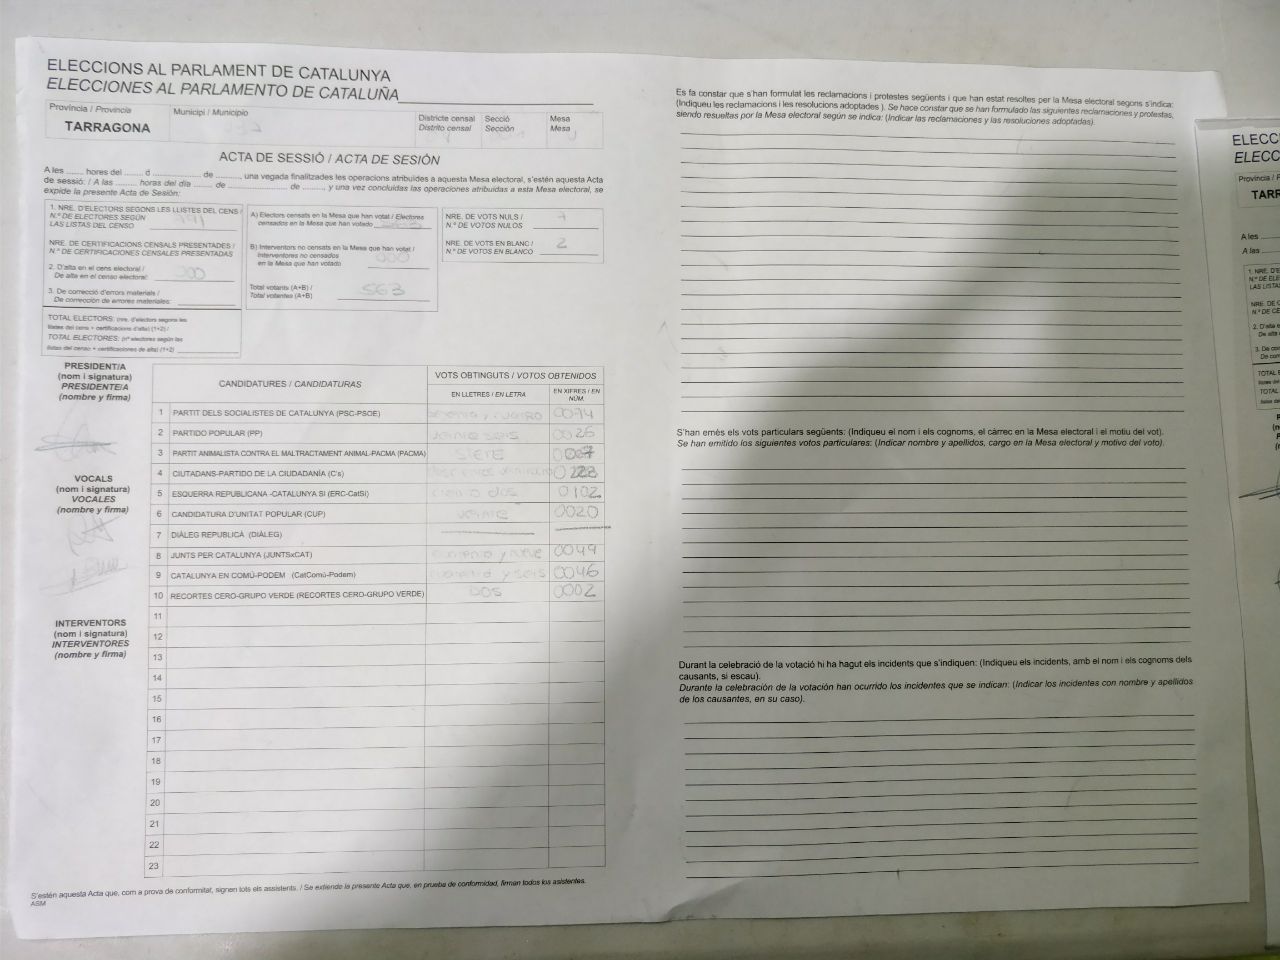 ELECCIONS AL PARLAMENT DE CATALUNYA
ELECCIONES AL PARLAMENTO DE CATALUÑA
Província / Provincia
TARRAGONA
Municipi / Municipio
Districte censal
Distrito censal
Secció
Sección
Mesa
Mesa
ACTA DE SESSIÓ / ACTA DE SESIÓN
A les ........ hores del ........ d .................. de .........., una vegada finalitzades les operacions atribuïdes a aquesta Mesa electoral, s'estén aquesta Acta
de sessió: / A las ......... horas del día ....... de ..................... de ........, y una vez concluidas las operaciones atribuidas a esta Mesa electoral, se
expide la presente Acta de Sesión:
1. NRE. D'ELECTORS SEGONS LES LLISTES DEL CENS /
N.º DE ELECTORES SEGÚN
LAS LISTAS DEL CENSO
NRE. DE CERTIFICACIONS CENSALS PRESENTADES /
N.º DE CERTIFICACIONES CENSALES PRESENTADAS
2. D'alta en el cens electoral /
De alta en el censo electoral: 000
3. De correcció d'errors materials /
De corrección de errores materiales:
TOTAL ELECTORS: (nre. d'electors segons les
llistes del cens + certificacions d'alta) (1+2) /
TOTAL ELECTORES: (nº electores según las
listas del censo + certificaciones de alta) (1+2)
A) Electors censats en la Mesa que han votat / Electores
censados en la Mesa que han votado
B) Interventors no censats en la Mesa que han votat /
Interventores no censados
en la Mesa que han votado 000
Total votants (A+B) /
Total votantes (A+B) 563
NRE. DE VOTS NULS /
N.º DE VOTOS NULOS
NRE. DE VOTS EN BLANC /
N.º DE VOTOS EN BLANCO 2
PRESIDENT/A
(nom i signatura)
PRESIDENTE/A
(nombre y firma)
VOCALS
(nom i signatura)
VOCALES
(nombre y firma)
INTERVENTORS
(nom i signatura)
INTERVENTORES
(nombre y firma)
CANDIDATURES / CANDIDATURAS
VOTS OBTINGUTS / VOTOS OBTENIDOS
EN LLETRES / EN LETRA
EN XIFRES / EN NÚM.
1 PARTIT DELS SOCIALISTES DE CATALUNYA (PSC-PSOE) 0074
2 PARTIDO POPULAR (PP) 0026
3 PARTIT ANIMALISTA CONTRA EL MALTRACTAMENT ANIMAL-PACMA (PACMA) SIETE 0007
4 CIUTADANS-PARTIDO DE LA CIUDADANÍA (C's)
5 ESQUERRA REPUBLICANA -CATALUNYA SÍ (ERC-CatSí) ciento dos 0102
6 CANDIDATURA D'UNITAT POPULAR (CUP) VEINTE 0020
7 DIÀLEG REPUBLICÀ (DIÀLEG)
8 JUNTS PER CATALUNYA (JUNTSxCAT) cuarenta y nueve 0049
9 CATALUNYA EN COMÚ-PODEM (CatComú-Podem) cuarenta y seis 0046
10 RECORTES CERO-GRUPO VERDE (RECORTES CERO-GRUPO VERDE) DOS 0002
11
12
13
14
15
16
17
18
19
20
21
22
23
S'estén aquesta Acta que, com a prova de conformitat, signen tots els assistents. / Se extiende la presente Acta que, en prueba de conformidad, firman todos los asistentes.
ASM
Es fa constar que s'han formulat les reclamacions i protestes següents i que han estat resoltes per la Mesa electoral segons s'indica:
(Indiqueu les reclamacions i les resolucions adoptades ). Se hace constar que se han formulado las siguientes reclamaciones y protestas,
siendo resueltas por la Mesa electoral según se indica: (Indicar las reclamaciones y las resoluciones adoptadas).
S'han emès els vots particulars següents: (Indiqueu el nom i els cognoms, el càrrec en la Mesa electoral i el motiu del vot).
Se han emitido los siguientes votos particulares: (Indicar nombre y apellidos, cargo en la Mesa electoral y motivo del voto).
Durant la celebració de la votació hi ha hagut els incidents que s'indiquen: (Indiqueu els incidents, amb el nom i els cognoms dels
causants, si escau).
Durante la celebración de la votación han ocurrido los incidentes que se indican: (Indicar los incidentes con nombre y apellidos
de los causantes, en su caso).